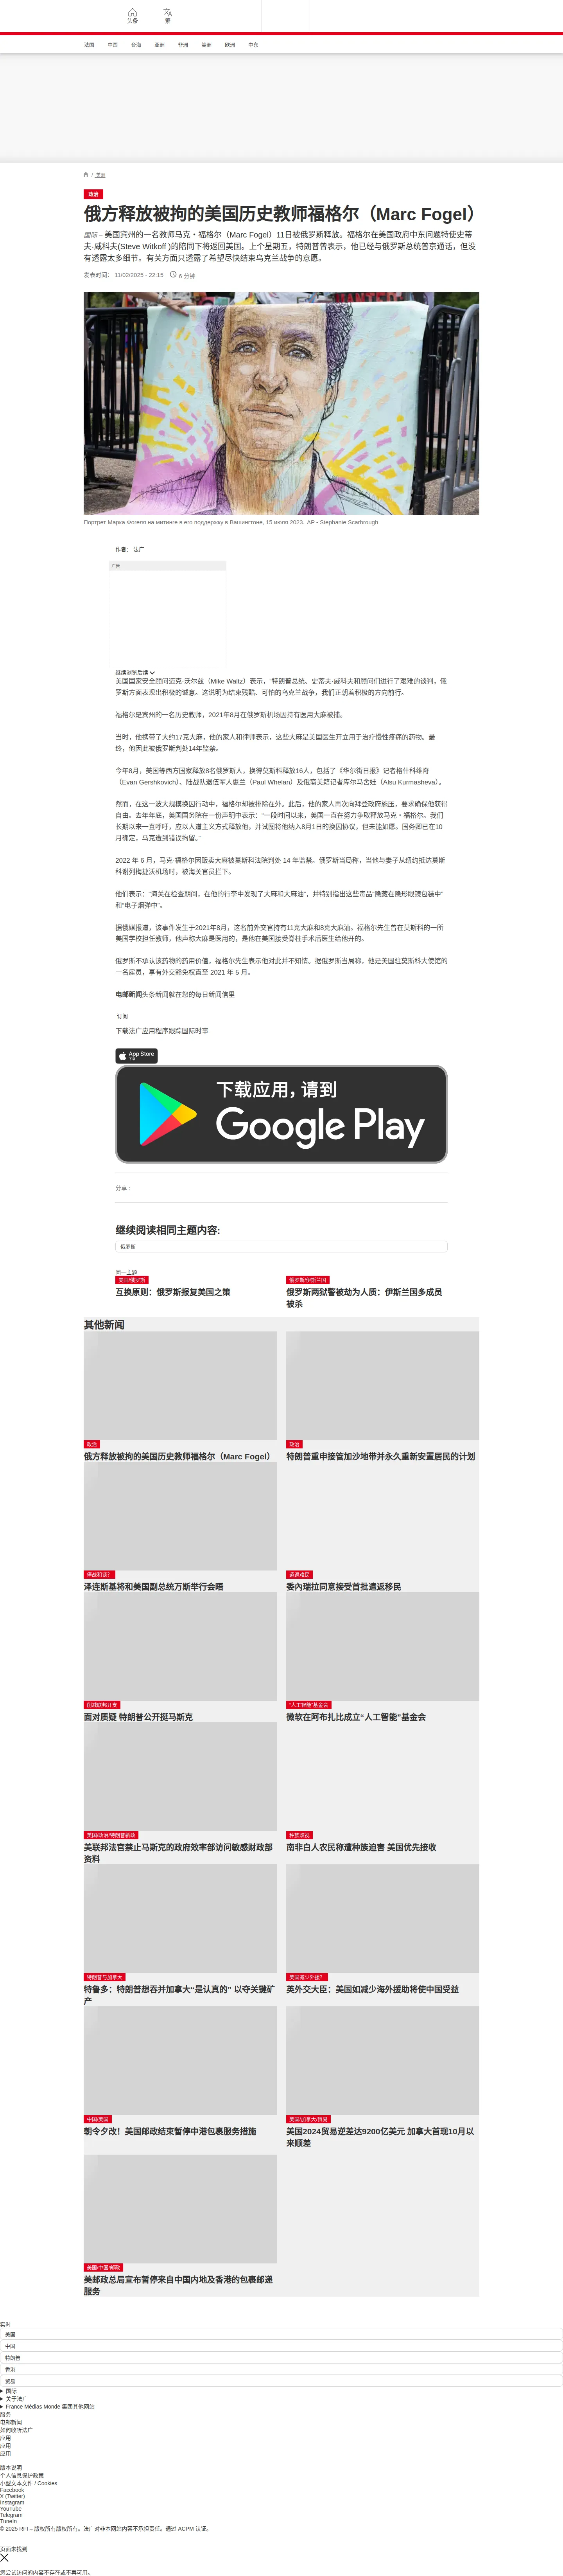 头条
繁
法国
中国
台海
亚洲
非洲
美洲
欧洲
中东
/ 美洲
政治
俄方释放被拘的美国历史教师福格尔（Marc Fogel）
国际 – 美国宾州的一名教师马克・福格尔（Marc Fogel）11日被俄罗斯释放。福格尔在美国政府中东问题特使史蒂
夫·威科夫(Steve Witkoff )的陪同下将返回美国。上个星期五，特朗普曾表示，他已经与俄罗斯总统普京通话，但没
有透露太多细节。有关方面只透露了希望尽快结束乌克兰战争的意愿。
发表时间： 11/02/2025 - 22:15
6 分钟
Портрет Марка Фогеля на митинге в его поддержку в Вашингтоне, 15 июля 2023. AP - Stephanie Scarbrough
作者： 法广
广告
继续浏览后续
美国国家安全顾问迈克·沃尔兹（Mike Waltz）表示，“特朗普总统、史蒂夫·威科夫和顾问们进行了艰难的谈判，俄
罗斯方面表现出积极的诚意。这说明为结束残酷、可怕的乌克兰战争，我们正朝着积极的方向前行。
福格尔是宾州的一名历史教师，2021年8月在俄罗斯机场因持有医用大麻被捕。
当时，他携带了大约17克大麻，他的家人和律师表示，这些大麻是美国医生开立用于治疗慢性疼痛的药物。最
终，他因此被俄罗斯判处14年监禁。
今年8月，美国等西方国家释放8名俄罗斯人，换得莫斯科释放16人，包括了《华尔街日报》记者格什科维奇
（Evan Gershkovich）、陆战队退伍军人惠兰（Paul Whelan）及俄裔美籍记者库尔马舍娃（Alsu Kurmasheva）。
然而，在这一波大规模换囚行动中，福格尔却被排除在外。此后，他的家人再次向拜登政府施压，要求确保他获得
自由。去年年底，美国国务院在一份声明中表示：“一段时间以来，美国一直在努力争取释放马克・福格尔。我们
长期以来一直呼吁，应以人道主义方式释放他，并试图将他纳入8月1日的换囚协议，但未能如愿。国务卿已在10
月确定，马克遭到错误拘留。”
2022 年 6 月，马克·福格尔因贩卖大麻被莫斯科法院判处 14 年监禁。俄罗斯当局称，当他与妻子从纽约抵达莫斯
科谢列梅捷沃机场时，被海关官员拦下。
他们表示：“海关在检查期间，在他的行李中发现了大麻和大麻油”，并特别指出这些毒品“隐藏在隐形眼镜包装中”
和“电子烟弹中”。
据俄媒报道，该事件发生于2021年8月，这名前外交官持有11克大麻和8克大麻油。福格尔先生曾在莫斯科的一所
美国学校担任教师，他声称大麻是医用的，是他在美国接受脊柱手术后医生给他开的。
俄罗斯不承认该药物的药用价值。福格尔先生表示他对此并不知情。据俄罗斯当局称，他是美国驻莫斯科大使馆的
一名雇员，享有外交豁免权直至 2021 年 5 月。
电邮新闻头条新闻就在您的每日新闻信里
订阅
下载法广应用程序跟踪国际时事
App Store
下载
下载应用，请到
Google Play
分享 :
继续阅读相同主题内容:
俄罗斯
同一主题
美国/俄罗斯
互换原则：俄罗斯报复美国之策
俄罗斯/伊斯兰国
俄罗斯两狱警被劫为人质：伊斯兰国多成员
被杀
其他新闻
政治
俄方释放被拘的美国历史教师福格尔（Marc Fogel）
政治
特朗普重申接管加沙地带并永久重新安置居民的计划
停战和谈？
泽连斯基将和美国副总统万斯举行会晤
遣返难民
委內瑞拉同意接受首批遣返移民
削减联邦开支
面对质疑 特朗普公开挺马斯克
“人工智能”基金会
微软在阿布扎比成立“人工智能”基金会
美国/政治/特朗普新政
美联邦法官禁止马斯克的政府效率部访问敏感财政部
资料
种族歧视
南非白人农民称遭种族迫害 美国优先接收
特朗普与加拿大
特鲁多：特朗普想吞并加拿大“是认真的” 以夺关键矿
产
美国减少外援？
英外交大臣：美国如减少海外援助将使中国受益
中国/美国
朝令夕改！美国邮政结束暂停中港包裹服务措施
美国/加拿大/贸易
美国2024贸易逆差达9200亿美元 加拿大首现10月以
来顺差
美国/中国/邮政
美邮政总局宣布暂停来自中国内地及香港的包裹邮递
服务
实时
美国
中国
特朗普
香港
贸易
国际
关于法广
France Médias Monde 集团其他网站
服务
电邮新闻
如何收听法广
应用
应用
应用
版本说明
个人信息保护政策
小型文本文件 / Cookies
Facebook
X (Twitter)
Instagram
YouTube
Telegram
TuneIn
© 2025 RFI – 版权所有版权所有。法广对非本网站内容不承担责任。通过 ACPM 认证。
页面未找到
您尝试访问的内容不存在或不再可用。